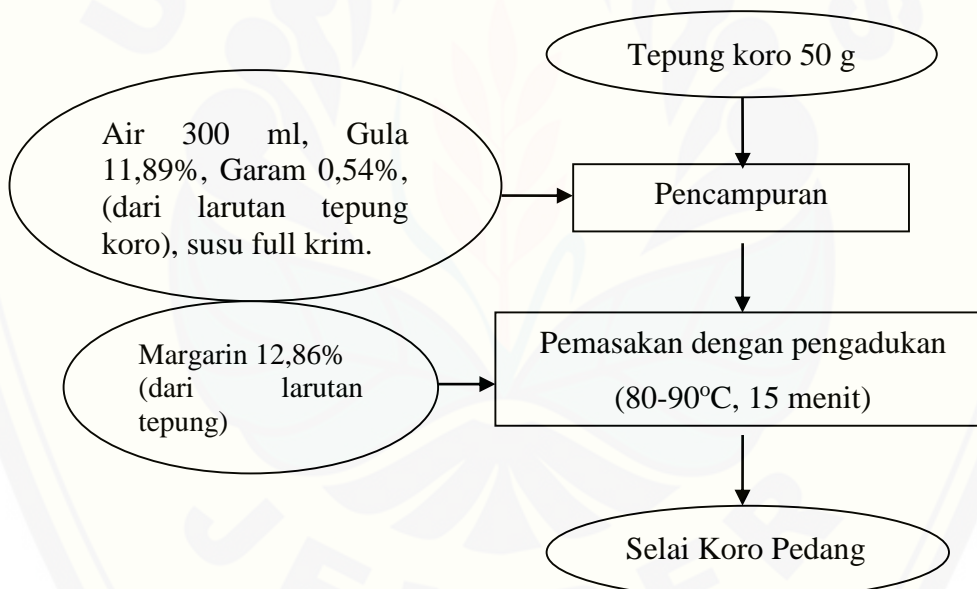 Tepung koro 50 g
Air 300 ml, Gula
11,89%, Garam 0,54%,
(dari larutan tepung
koro), susu full krim.
Pencampuran
Margarin 12,86%
(dari larutan
tepung)
Pemasakan dengan pengadukan
(80-90ºC, 15 menit)
Selai Koro Pedang